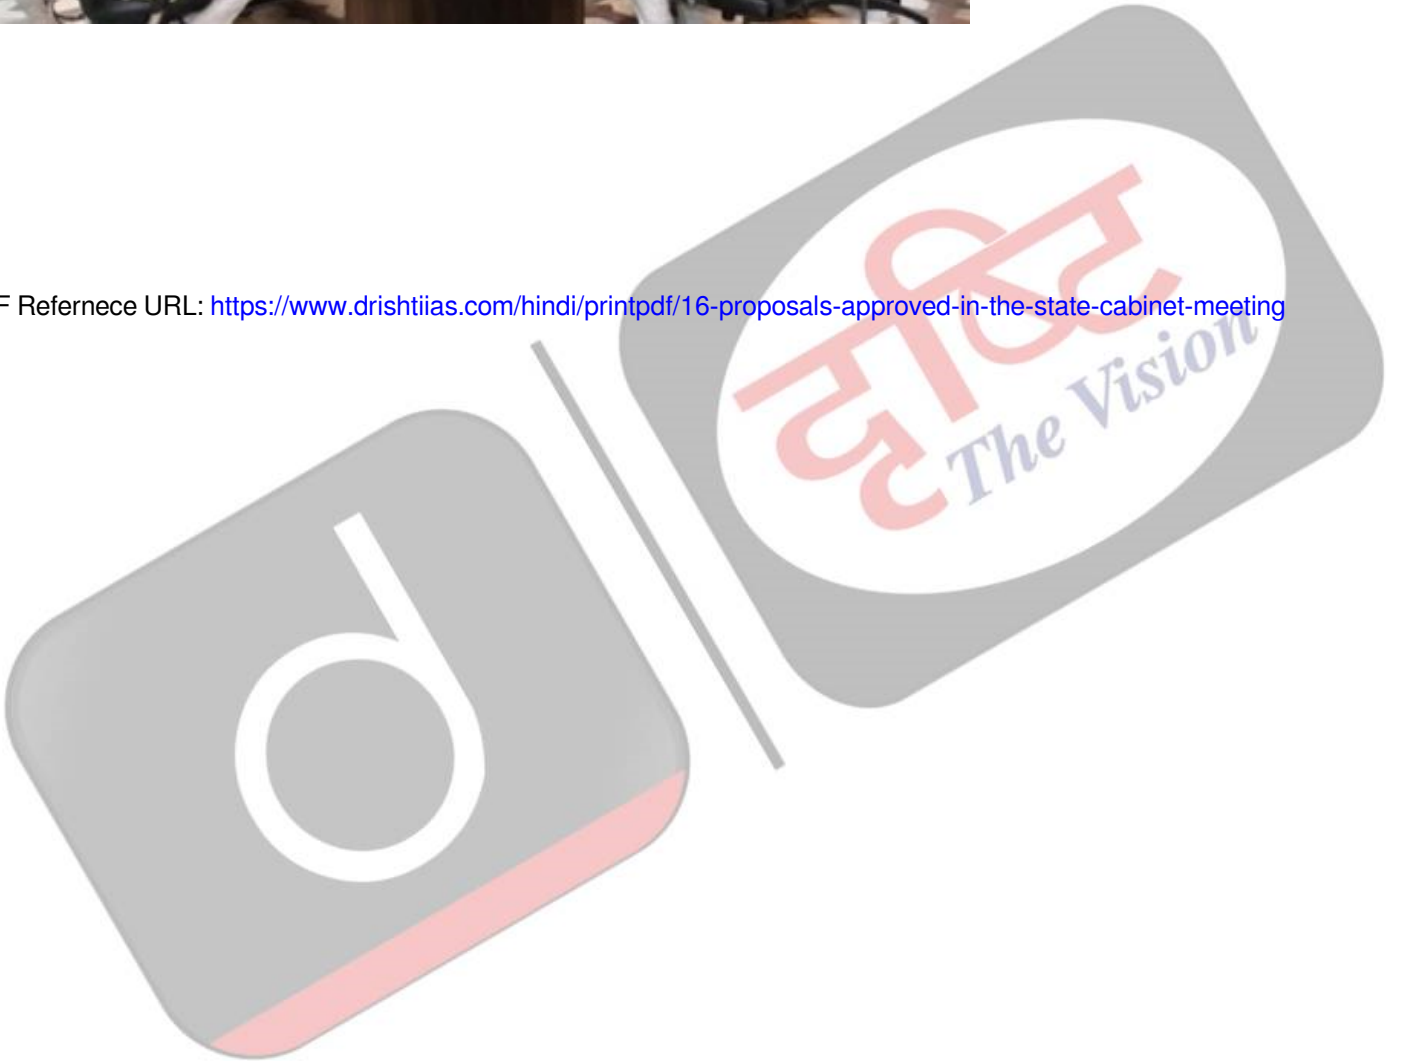 F Refernece URL: https://www.drishtiias.com/hindi/printpdf/16-proposals-approved-in-the-state-cabinet-meeting
दृष्टि
The Vision
d